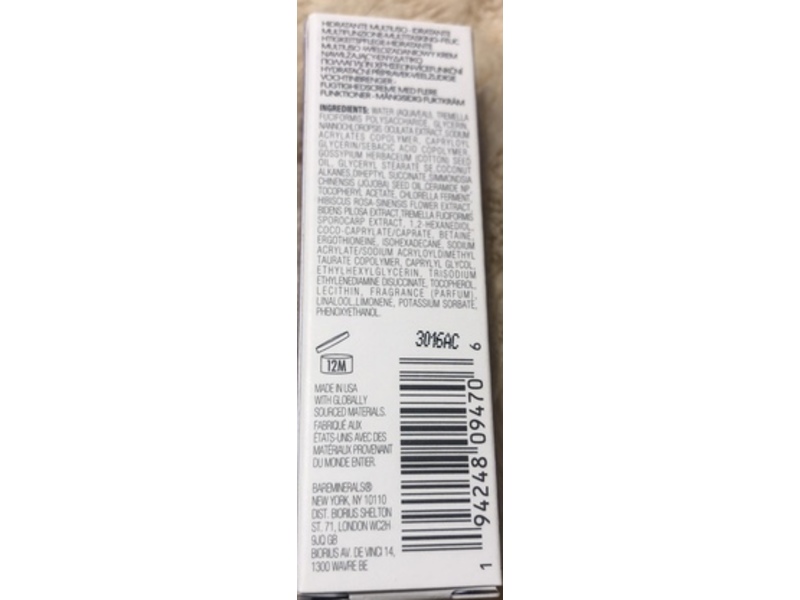 HIDRATANTE MULTIUSO - IDRATANTE
MULTIFUNZIONE-MULTITASKING-FEUC
HTIGKEITSPFLEGE-HIDRATANTE
MULTIUSO -WIELOZADANIOWY KREM
NAWILŻAJĄCY-ΕΝΥΔΑΤΙΚΟ
HYDRATAČNÍ PŘÍPRAVEK-VEELZIJDIGE
VOCHTINBRENGER -
FUGTIGHEDSCREME MED FLERE
FUNKTIONER - MÅNGSIDIG FUKTKRÄM
INGREDIENTS: WATER (AQUA/EAU), TREMELLA
FUCIFORMIS POLYSACCHARIDE, GLYCERIN,
NANNOCHLOROPSIS OCULATA EXTRACT, SODIUM
ACRYLATES COPOLYMER, CAPRYLOYL
GLYCERIN/SEBACIC ACID COPOLYMER,
GOSSYPIUM HERBACEUM (COTTON) SEED
OIL, GLYCERYL STEARATE SE, COCONUT
ALKANES, DIHEPTYL SUCCINATE, SIMMONDSIA
CHINENSIS (JOJOBA) SEED OIL, CERAMIDE NP,
TOCOPHERYL ACETATE, CHLORELLA FERMENT,
HIBISCUS ROSA-SINENSIS FLOWER EXTRACT,
BIDENS PILOSA EXTRACT, TREMELLA FUCIFORMIS
SPOROCARP EXTRACT, 1,2-HEXANEDIOL,
COCO-CAPRYLATE/CAPRATE, BETAINE,
ERGOTHIONEINE, ISOHEXADECANE, SODIUM
ACRYLATE/SODIUM ACRYLOYLDIMETHYL
TAURATE COPOLYMER, CAPRYLYL GLYCOL,
ETHYLHEXYLGLYCERIN, TRISODIUM
ETHYLENEDIAMINE DISUCCINATE, TOCOPHEROL,
LECITHIN, FRAGRANCE (PARFUM),
LINALOOL, LIMONENE, POTASSIUM SORBATE,
PHENOXYETHANOL.
3016AC
12M
MADE IN USA
WITH GLOBALLY
SOURCED MATERIALS.
FABRIQUÉ AUX
ÉTATS-UNIS AVEC DES
MATÉRIAUX PROVENANT
DU MONDE ENTIER.
BAREMINERALS®
NEW YORK, NY 10110
DIST. BIORIUS SHELTON
ST. 71, LONDON WC2H
9JQ GB
BIORIUS AV. DE VINCI 14,
1300 WAVRE BE
1 94248 09470 6